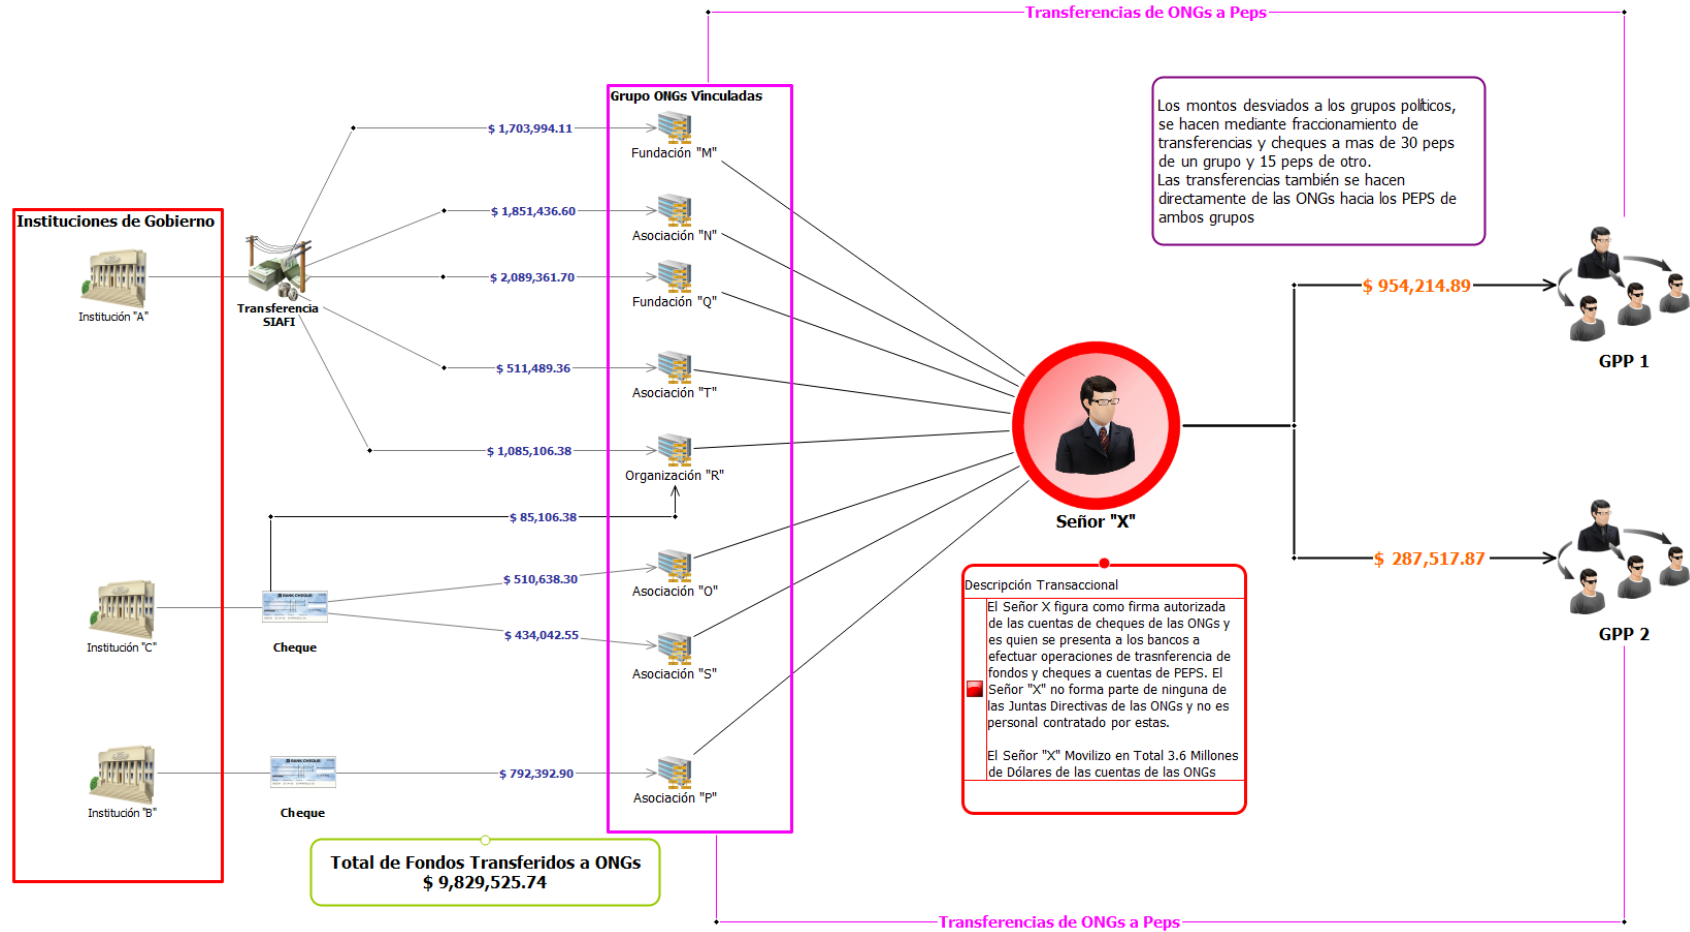 Transferencias de ONGs a Peps
Grupo ONGs Vinculadas
Los montos desviados a los grupos políticos,
se hacen mediante fraccionamiento de
transferencias y cheques a mas de 30 peps
de un grupo y 15 peps de otro.
Las transferencias también se hacen
directamente de las ONGs hacia los PEPS de
ambos grupos
Instituciones de Gobierno
Institución "A"
Transferencia
SIAFI
$ 1,703,994.11
Fundación "M"
$ 1,851,436.60
Asociación "N"
$ 2,089,361.70
Fundación "Q"
$ 511,489.36
Asociación "T"
$ 1,085,106.38
Organización "R"
$ 85,106.38
$ 510,638.30
Asociación "O"
Institución "C"
BANK CHEQUE
Cheque
$ 434,042.55
Asociación "S"
Institución "B"
BANK CHEQUE
Cheque
$ 792,392.90
Asociación "P"
Señor "X"
$ 954,214.89
GPP 1
$ 287,517.87
GPP 2
Descripción Transaccional
El Señor X figura como firma autorizada
de las cuentas de cheques de las ONGs y
es quien se presenta a los bancos a
efectuar operaciones de trasnferencia de
fondos y cheques a cuentas de PEPS. El
Señor "X" no forma parte de ninguna de
las Juntas Directivas de las ONGs y no es
personal contratado por estas.
El Señor "X" Movilizo en Total 3.6 Millones
de Dólares de las cuentas de las ONGs
Total de Fondos Transferidos a ONGs
$ 9,829,525.74
Transferencias de ONGs a Peps